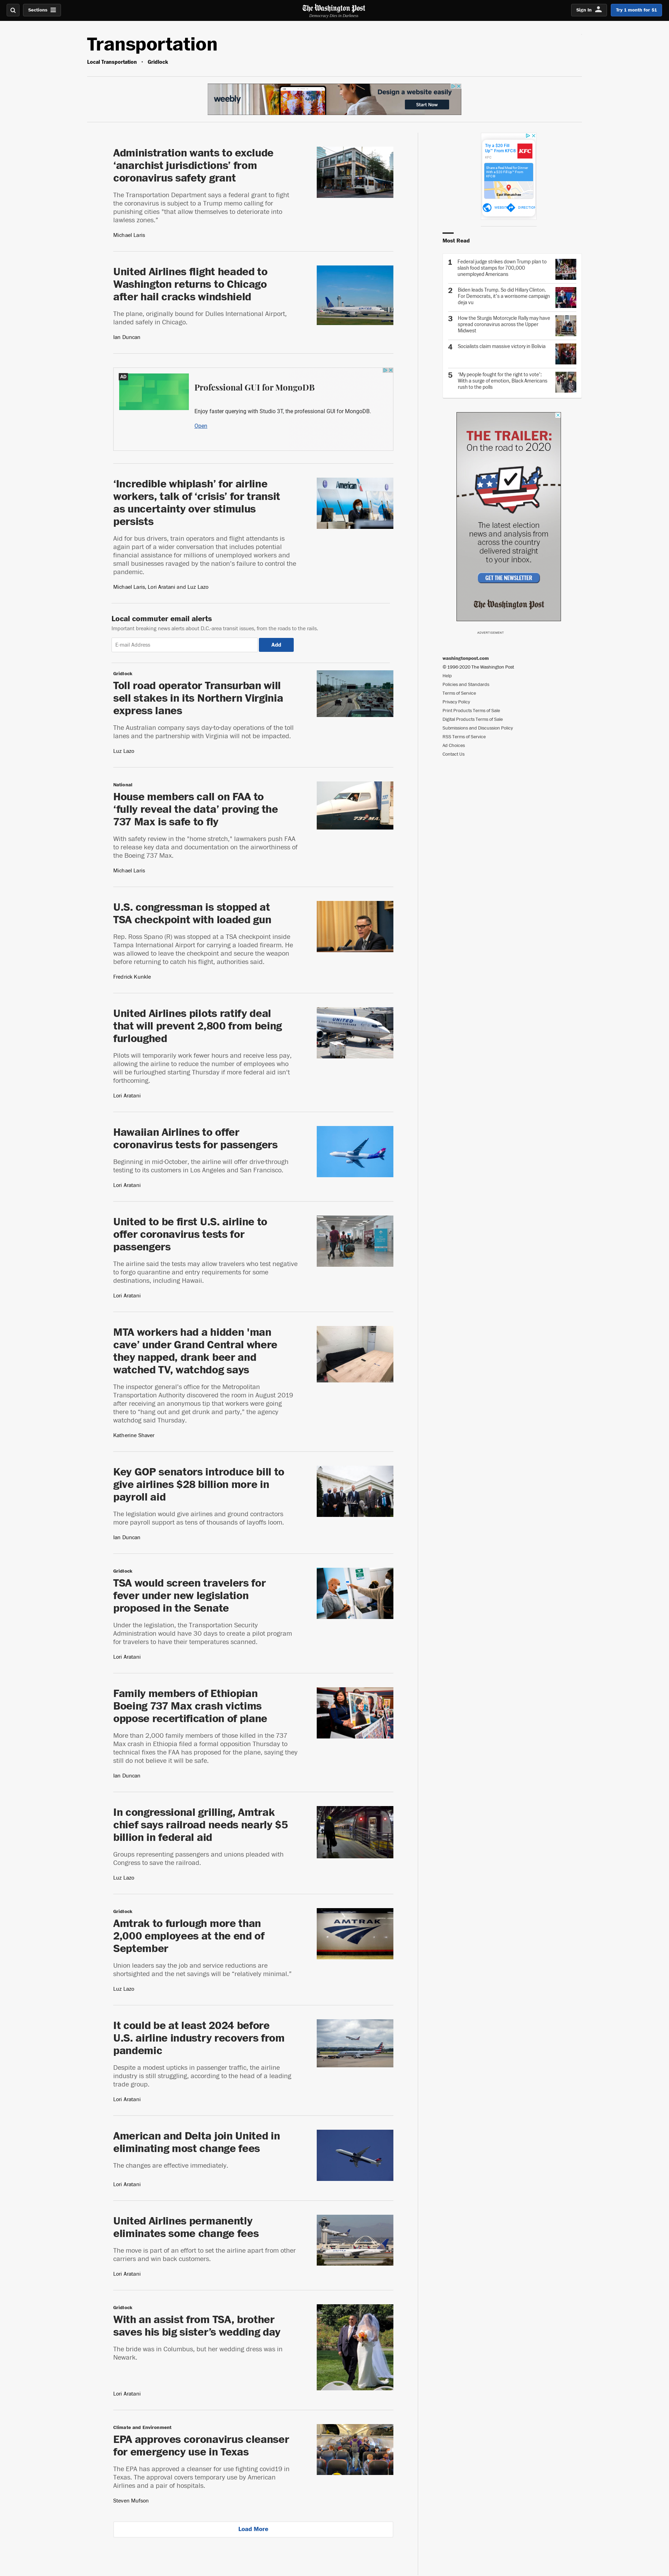 Sections
The Washington Post
Democracy Dies in Darkness
Sign In
Try 1 month for $1
Transportation
Local Transportation
Gridlock
weebly
Design a website easily
Start Now
Administration wants to exclude
‘anarchist jurisdictions’ from
coronavirus safety grant
The Transportation Department says a federal grant to fight
the coronavirus is subject to a Trump memo calling for
punishing cities "that allow themselves to deteriorate into
lawless zones."
Michael Laris
United Airlines flight headed to
Washington returns to Chicago
after hail cracks windshield
The plane, originally bound for Dulles International Airport,
landed safely in Chicago.
Ian Duncan
AD
Professional GUI for MongoDB
Enjoy faster querying with Studio 3T, the professional GUI for MongoDB.
Open
‘Incredible whiplash’ for airline
workers, talk of ‘crisis’ for transit
as uncertainty over stimulus
persists
Aid for bus drivers, train operators and flight attendants is
again part of a wider conversation that includes potential
financial assistance for millions of unemployed workers and
small businesses ravaged by the nation’s failure to control the
pandemic.
Michael Laris, Lori Aratani and Luz Lazo
American
Local commuter email alerts
Important breaking news alerts about D.C.-area transit issues, from the roads to the rails.
E-mail Address
Add
Gridlock
Toll road operator Transurban will
sell stakes in its Northern Virginia
express lanes
The Australian company says day-to-day operations of the toll
lanes and the partnership with Virginia will not be impacted.
Luz Lazo
National
House members call on FAA to
‘fully reveal the data’ proving the
737 Max is safe to fly
With safety review in the "home stretch," lawmakers push FAA
to release key data and documentation on the airworthiness of
the Boeing 737 Max.
Michael Laris
737 MAX
U.S. congressman is stopped at
TSA checkpoint with loaded gun
Rep. Ross Spano (R) was stopped at a TSA checkpoint inside
Tampa International Airport for carrying a loaded firearm. He
was allowed to leave the checkpoint and secure the weapon
before returning to catch his flight, authorities said.
Fredrick Kunkle
United Airlines pilots ratify deal
that will prevent 2,800 from being
furloughed
Pilots will temporarily work fewer hours and receive less pay,
allowing the airline to reduce the number of employees who
will be furloughed starting Thursday if more federal aid isn't
forthcoming.
Lori Aratani
UNITED
Hawaiian Airlines to offer
coronavirus tests for passengers
Beginning in mid-October, the airline will offer drive-through
testing to its customers in Los Angeles and San Francisco.
Lori Aratani
United to be first U.S. airline to
offer coronavirus tests for
passengers
The airline said the tests may allow travelers who test negative
to forgo quarantine and entry requirements for some
destinations, including Hawaii.
Lori Aratani
MTA workers had a hidden 'man
cave’ under Grand Central where
they napped, drank beer and
watched TV, watchdog says
The inspector general’s office for the Metropolitan
Transportation Authority discovered the room in August 2019
after receiving an anonymous tip that workers were going
there to "hang out and get drunk and party," the agency
watchdog said Thursday.
Katherine Shaver
Key GOP senators introduce bill to
give airlines $28 billion more in
payroll aid
The legislation would give airlines and ground contractors
more payroll support as tens of thousands of layoffs loom.
Ian Duncan
Gridlock
TSA would screen travelers for
fever under new legislation
proposed in the Senate
Under the legislation, the Transportation Security
Administration would have 30 days to create a pilot program
for travelers to have their temperatures scanned.
Lori Aratani
Family members of Ethiopian
Boeing 737 Max crash victims
oppose recertification of plane
More than 2,000 family members of those killed in the 737
Max crash in Ethiopia filed a formal opposition Thursday to
technical fixes the FAA has proposed for the plane, saying they
still do not believe it will be safe.
Ian Duncan
In congressional grilling, Amtrak
chief says railroad needs nearly $5
billion in federal aid
Groups representing passengers and unions pleaded with
Congress to save the railroad.
Luz Lazo
Gridlock
Amtrak to furlough more than
2,000 employees at the end of
September
Union leaders say the job and service reductions are
shortsighted and the net savings will be "relatively minimal."
Luz Lazo
AMTRAK
It could be at least 2024 before
U.S. airline industry recovers from
pandemic
Despite a modest upticks in passenger traffic, the airline
industry is still struggling, according to the head of a leading
trade group.
Lori Aratani
American and Delta join United in
eliminating most change fees
The changes are effective immediately.
Lori Aratani
United Airlines permanently
eliminates some change fees
The move is part of an effort to set the airline apart from other
carriers and win back customers.
Lori Aratani
Gridlock
With an assist from TSA, brother
saves his big sister’s wedding day
The bride was in Columbus, but her wedding dress was in
Newark.
Lori Aratani
Climate and Environment
EPA approves coronavirus cleanser
for emergency use in Texas
The EPA has approved a cleanser for use fighting covid19 in
Texas. The approval covers temporary use by American
Airlines and a pair of hospitals.
Steven Mufson
Load More
Try a $20 Fill
Up™ From KFC®
KFC
KFC
East Wenatchee
WEBSITE
DIRECTION
Most Read
1
Federal judge strikes down Trump plan to
slash food stamps for 700,000
unemployed Americans
2
Biden leads Trump. So did Hillary Clinton.
For Democrats, it’s a worrisome campaign
deja vu
3
How the Sturgis Motorcycle Rally may have
spread coronavirus across the Upper
Midwest
4
Socialists claim massive victory in Bolivia
5
‘My people fought for the right to vote’:
With a surge of emotion, Black Americans
rush to the polls
THE TRAILER:
On the road to 2020
The latest election
news and analysis from
across the country
delivered straight
to your inbox.
GET THE NEWSLETTER
The Washington Post
ADVERTISEMENT
washingtonpost.com
© 1996-2020 The Washington Post
Help
Policies and Standards
Terms of Service
Privacy Policy
Print Products Terms of Sale
Digital Products Terms of Sale
Submissions and Discussion Policy
RSS Terms of Service
Ad Choices
Contact Us